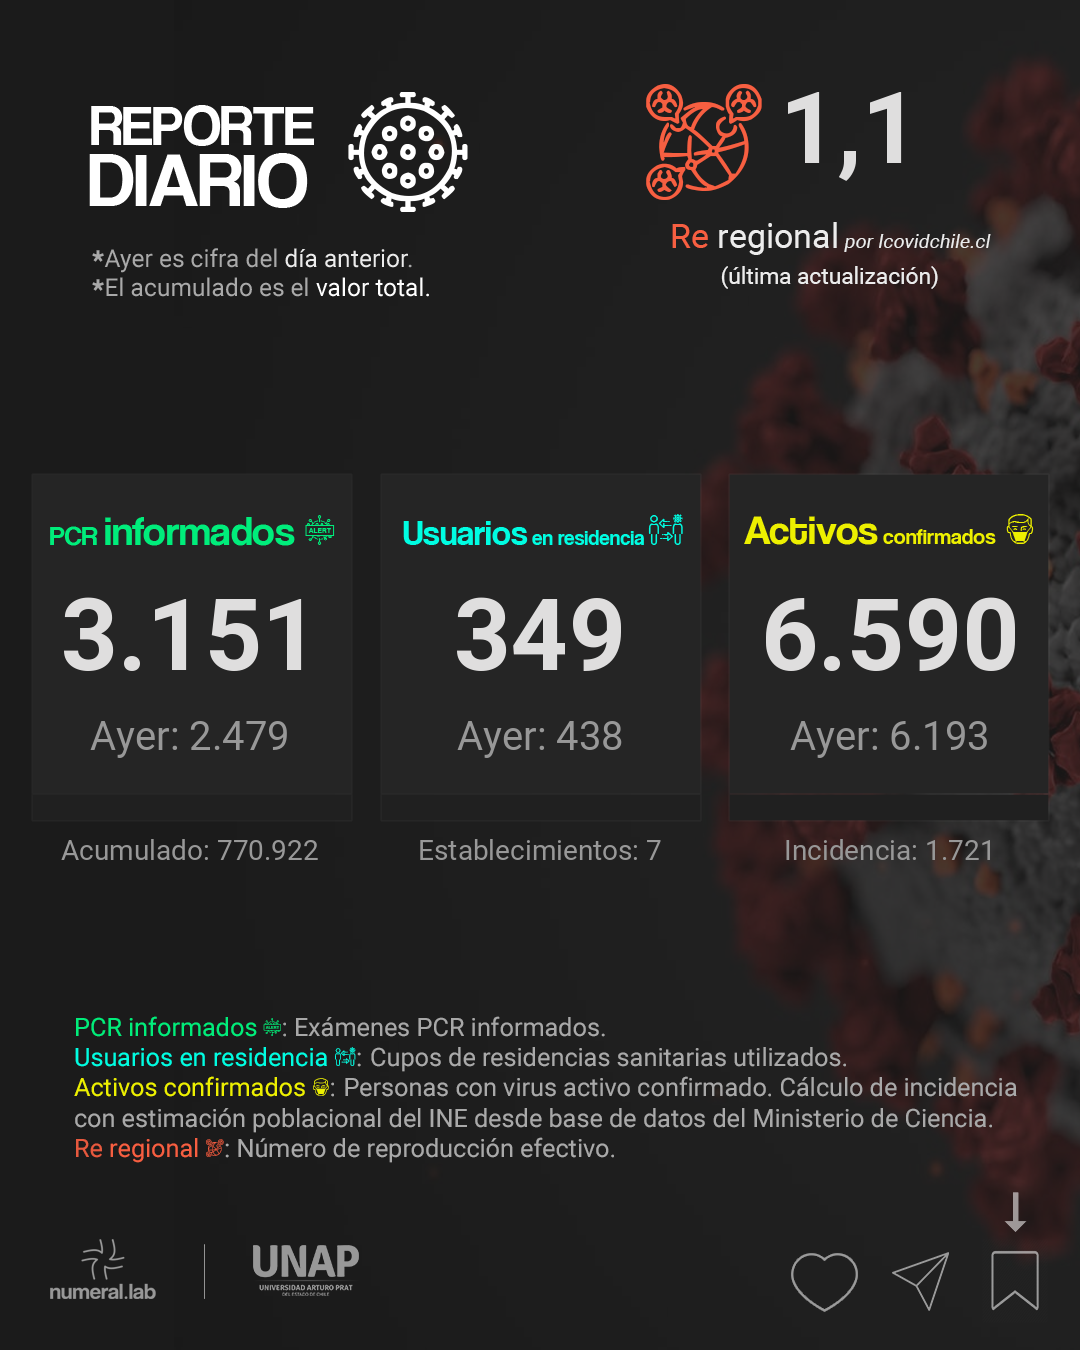 REPORTE
DIARIO
*Ayer es cifra del día anterior.
*El acumulado es el valor total.
1,1
Re regional por Icovidchile.cl
(última actualización)
PCR informados ALERT
3.151
Ayer: 2.479
Acumulado: 770.922
Usuarios en residencia
349
Ayer: 438
Establecimientos: 7
Activos confirmados
6.590
Ayer: 6.193
Incidencia: 1.721
PCR informados ALERT: Exámenes PCR informados.
Usuarios en residencia : Cupos de residencias sanitarias utilizados.
Activos confirmados : Personas con virus activo confirmado. Cálculo de incidencia
con estimación poblacional del INE desde base de datos del Ministerio de Ciencia.
Re regional : Número de reproducción efectivo.
numeral.lab
UNAP
UNIVERSIDAD ARTURO PRAT
DEL ESTADO DE CHILE